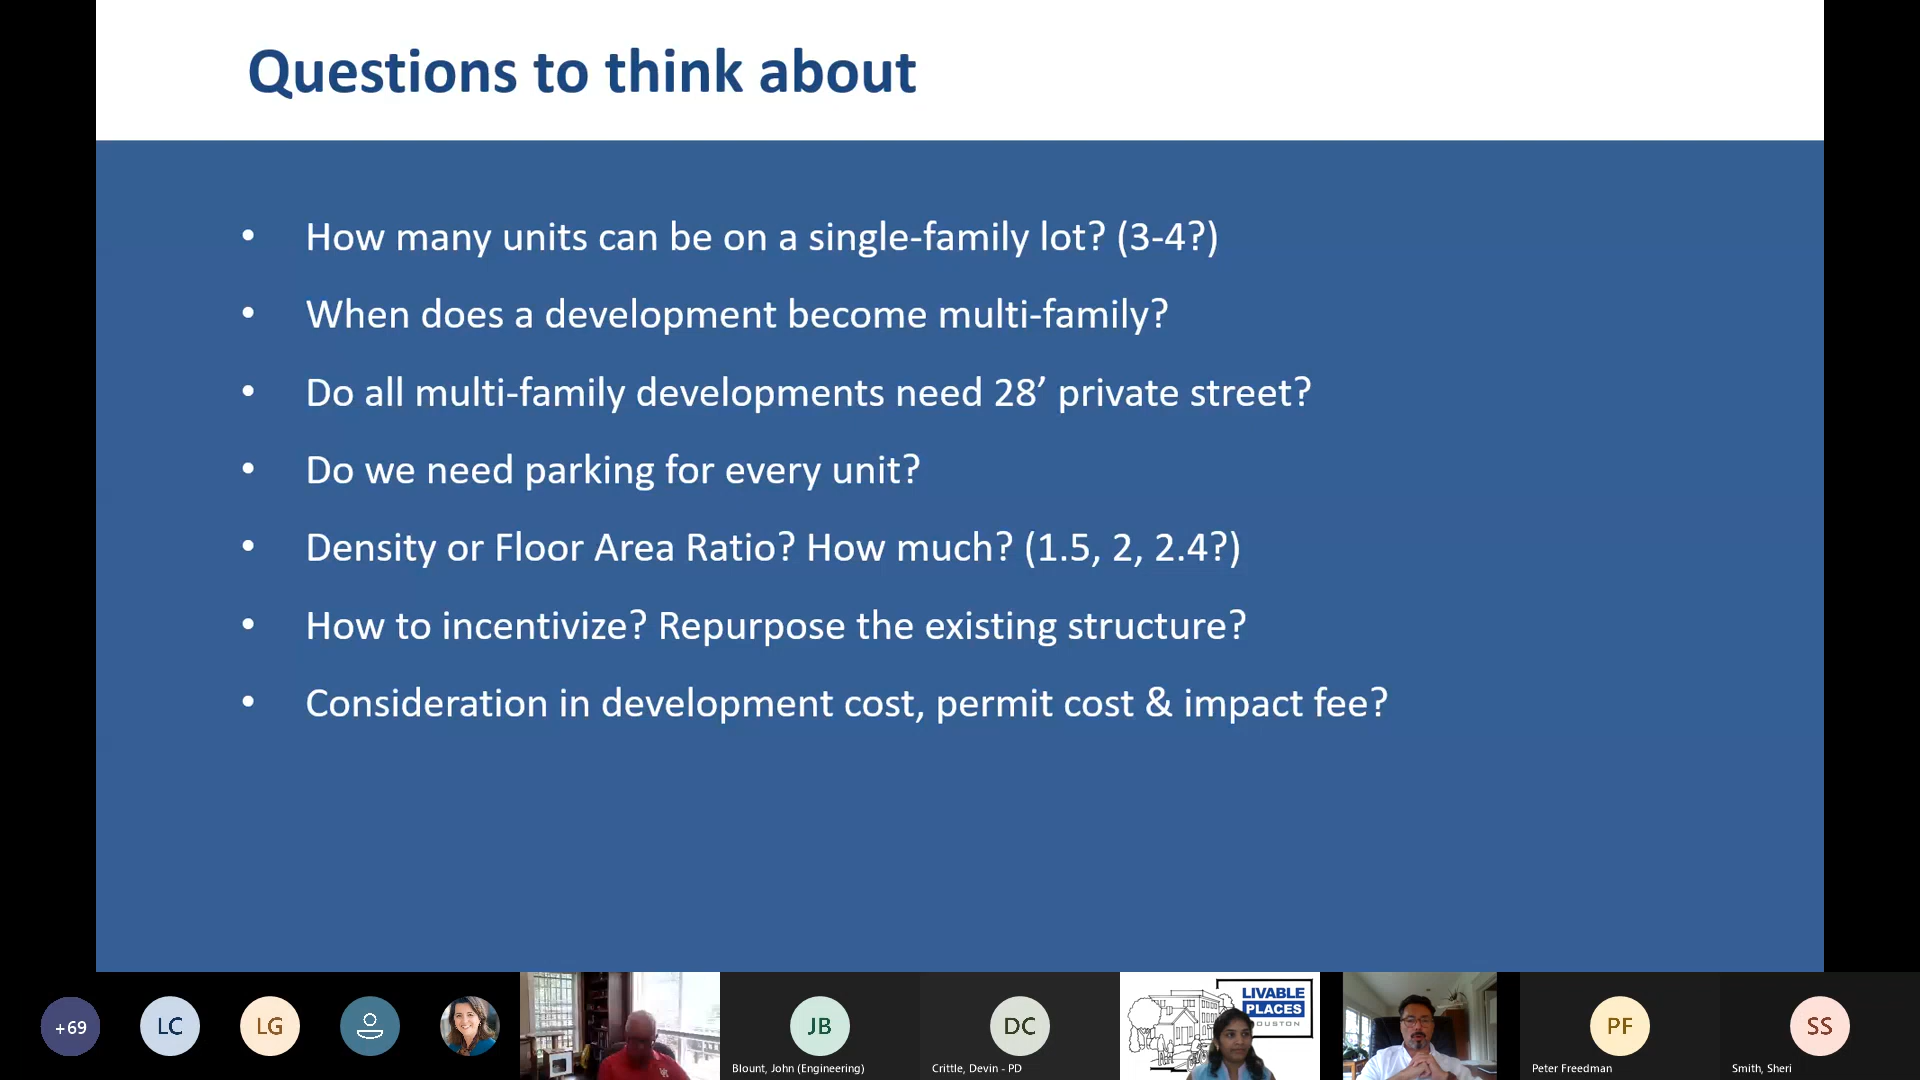 Questions to think about
• How many units can be on a single-family lot? (3-4?)
• When does a development become multi-family?
• Do all multi-family developments need 28’ private street?
• Do we need parking for every unit?
• Density or Floor Area Ratio? How much? (1.5, 2, 2.4?)
• How to incentivize? Repurpose the existing structure?
• Consideration in development cost, permit cost & impact fee?
+69
LC
LG
JB
Blount, John (Engineering)
DC
Crittle, Devin - PD
LIVABLE
PLACES
OUSTON
PF
Peter Freedman
SS
Smith, Sheri